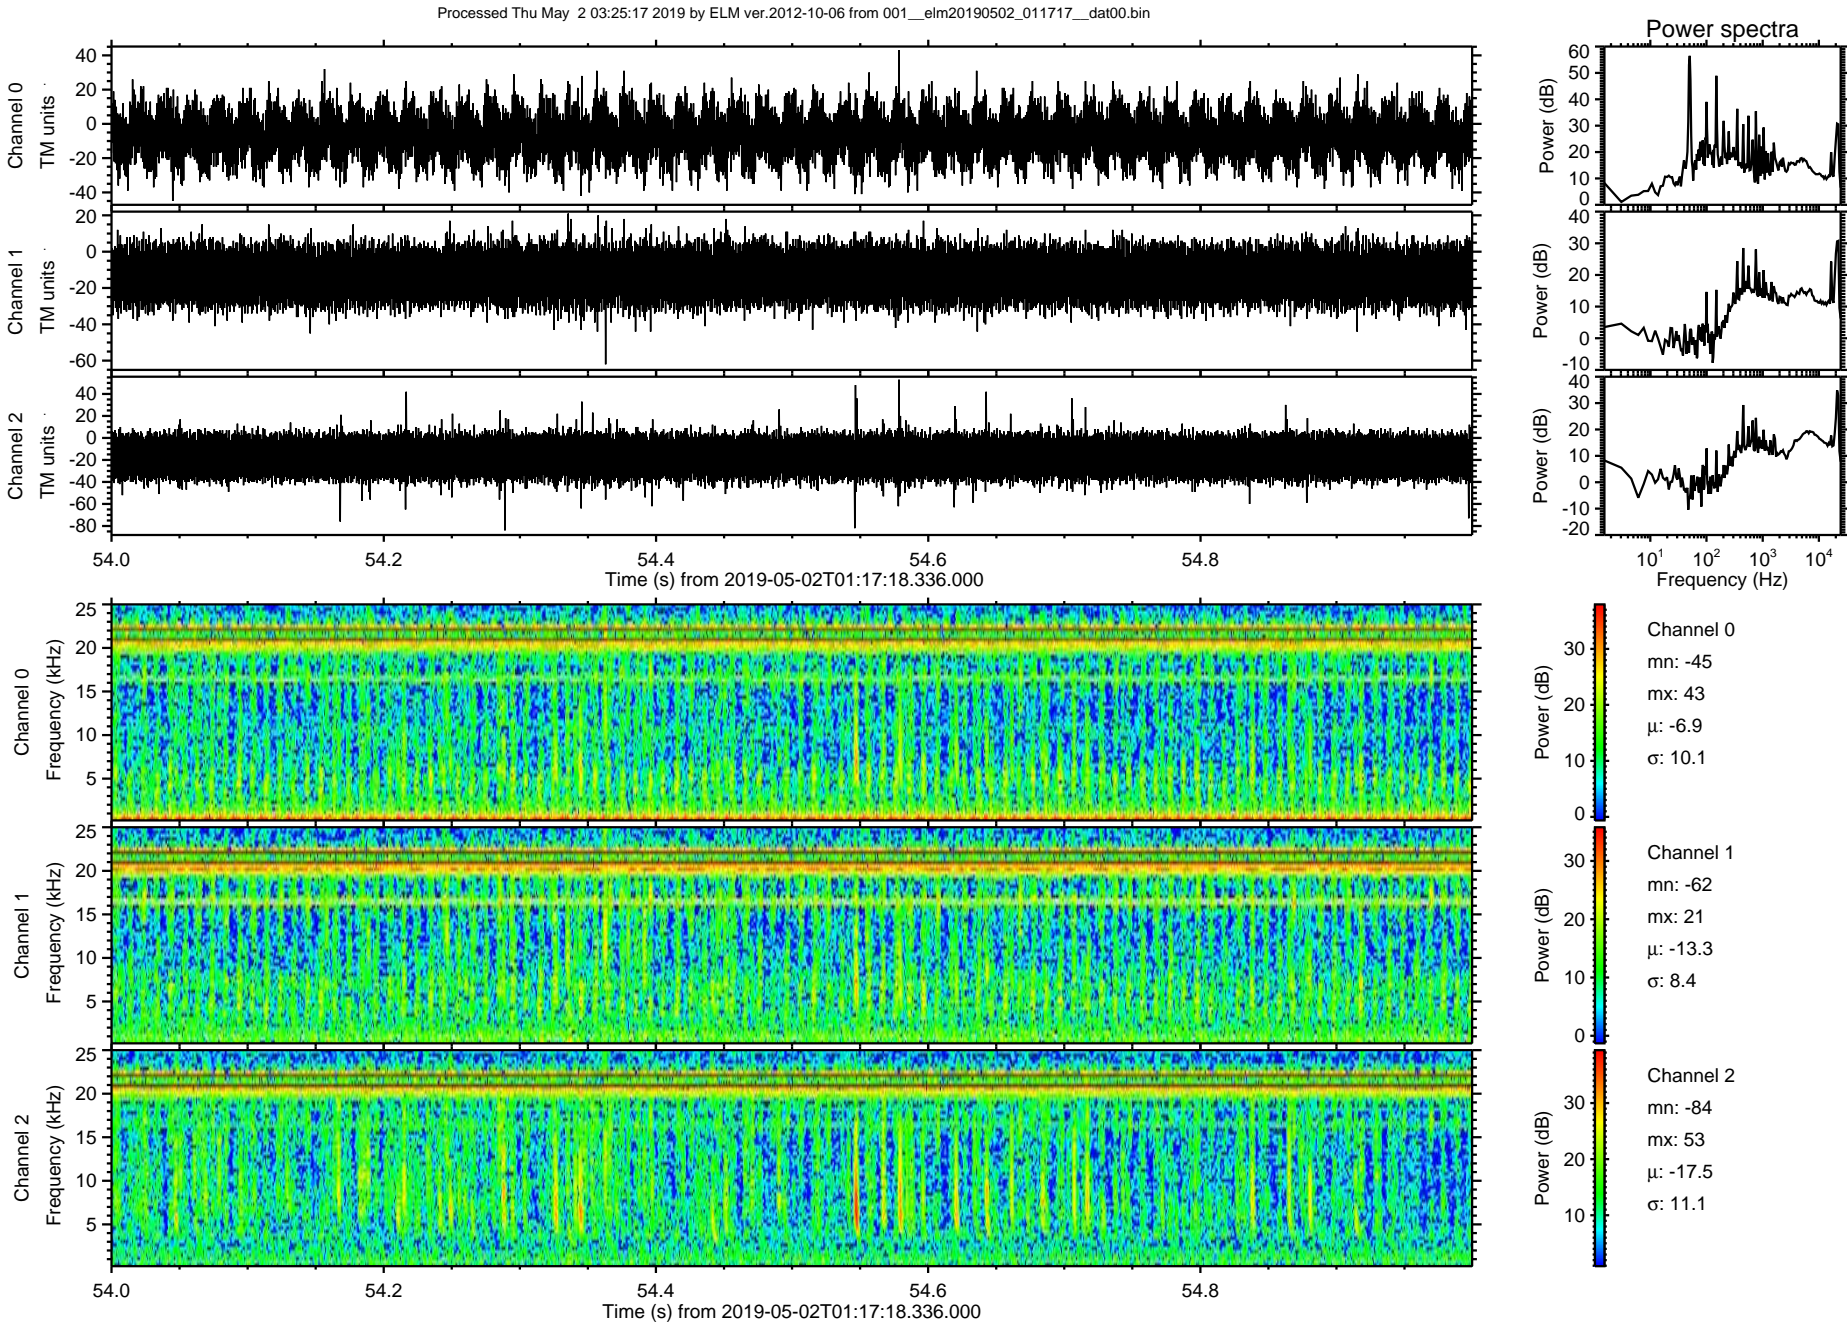 Processed Thu May  2 03:25:17 2019 by ELM ver.2012-10-06 from 001__elm20190502_011717__dat00.bin
Power spectra
Channel 0
TM units
40
20
0
-20
-40
Power (dB)
60
50
40
30
20
10
0
Channel 1
TM units
20
0
-20
-40
-60
Power (dB)
40
30
20
10
0
-10
Channel 2
TM units
40
20
0
-20
-40
-60
-80
Power (dB)
40
30
20
10
0
-10
-20
54.0 54.2 54.4 54.6 54.8
Time (s) from 2019-05-02T01:17:18.336.000
10¹ 10² 10³ 10⁴
Frequency (Hz)
Channel 0
Frequency (kHz)
25
20
15
10
5
Power (dB)
30
20
10
0
Channel 0
mn: -45
mx: 43
μ: -6.9
σ: 10.1
Channel 1
Frequency (kHz)
25
20
15
10
5
Power (dB)
30
20
10
0
Channel 1
mn: -62
mx: 21
μ: -13.3
σ: 8.4
Channel 2
Frequency (kHz)
25
20
15
10
5
Power (dB)
30
20
10
Channel 2
mn: -84
mx: 53
μ: -17.5
σ: 11.1
54.0 54.2 54.4 54.6 54.8
Time (s) from 2019-05-02T01:17:18.336.000